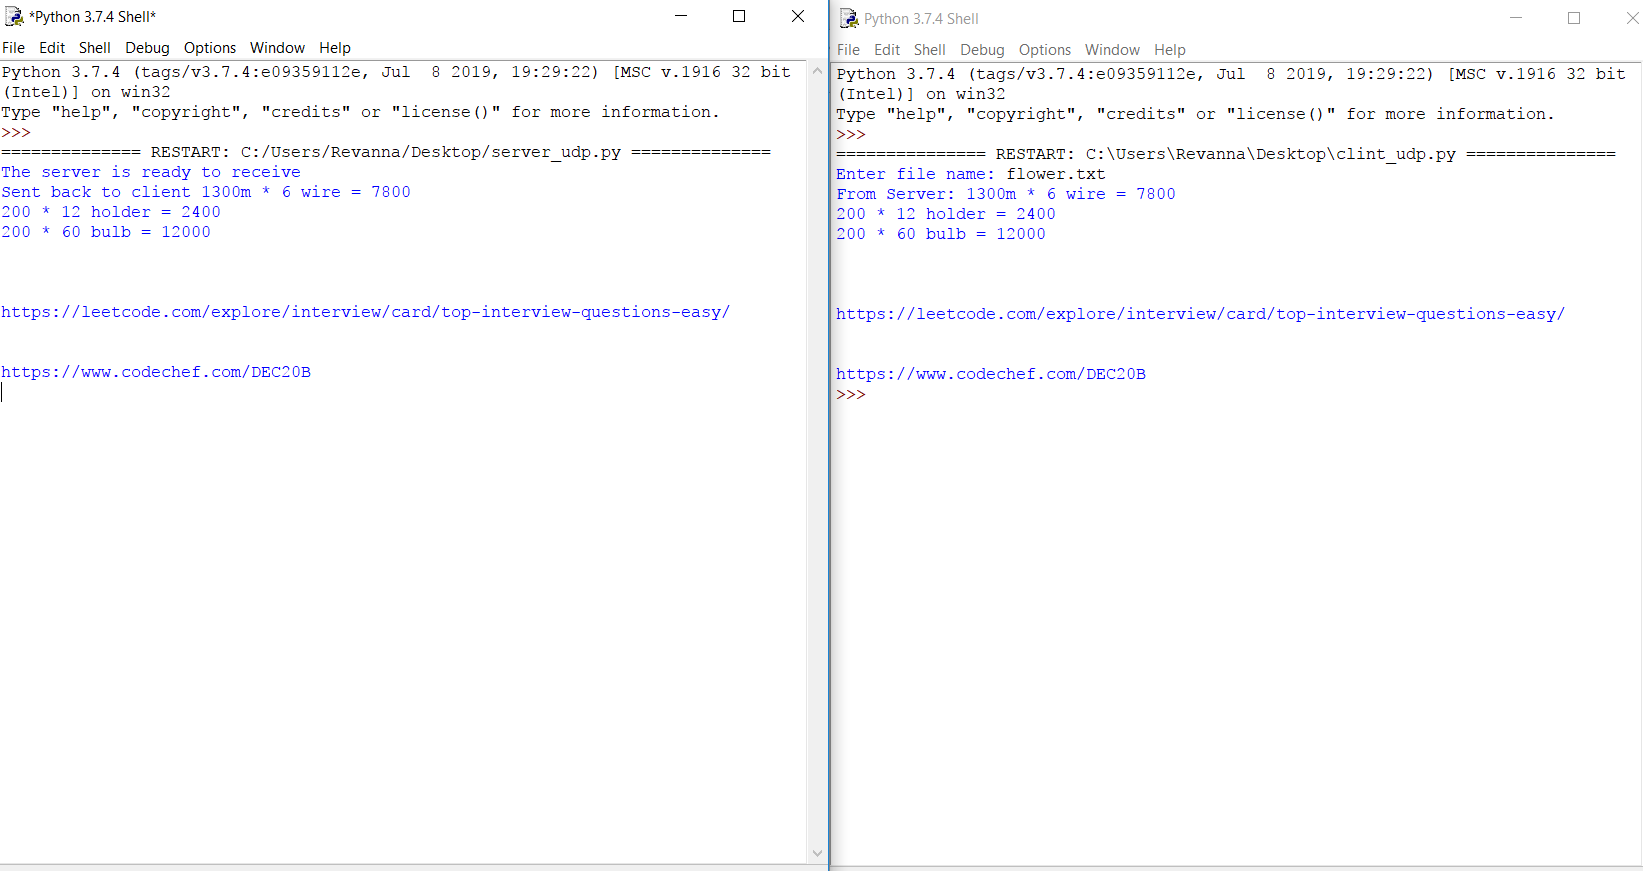 *Python 3.7.4 Shell*
File Edit Shell Debug Options Window Help
Python 3.7.4 (tags/v3.7.4:e09359112e, Jul  8 2019, 19:29:22) [MSC v.1916 32 bit
(Intel)] on win32
Type "help", "copyright", "credits" or "license()" for more information.
>>>
============== RESTART: C:/Users/Revanna/Desktop/server_udp.py ==============
The server is ready to receive
Sent back to client 1300m * 6 wire = 7800
200 * 12 holder = 2400
200 * 60 bulb = 12000
https://leetcode.com/explore/interview/card/top-interview-questions-easy/
https://www.codechef.com/DEC20B
Python 3.7.4 Shell
File Edit Shell Debug Options Window Help
Python 3.7.4 (tags/v3.7.4:e09359112e, Jul  8 2019, 19:29:22) [MSC v.1916 32 bit
(Intel)] on win32
Type "help", "copyright", "credits" or "license()" for more information.
>>>
=============== RESTART: C:\Users\Revanna\Desktop\clint_udp.py ===============
Enter file name: flower.txt
From Server: 1300m * 6 wire = 7800
200 * 12 holder = 2400
200 * 60 bulb = 12000
https://leetcode.com/explore/interview/card/top-interview-questions-easy/
https://www.codechef.com/DEC20B
>>>